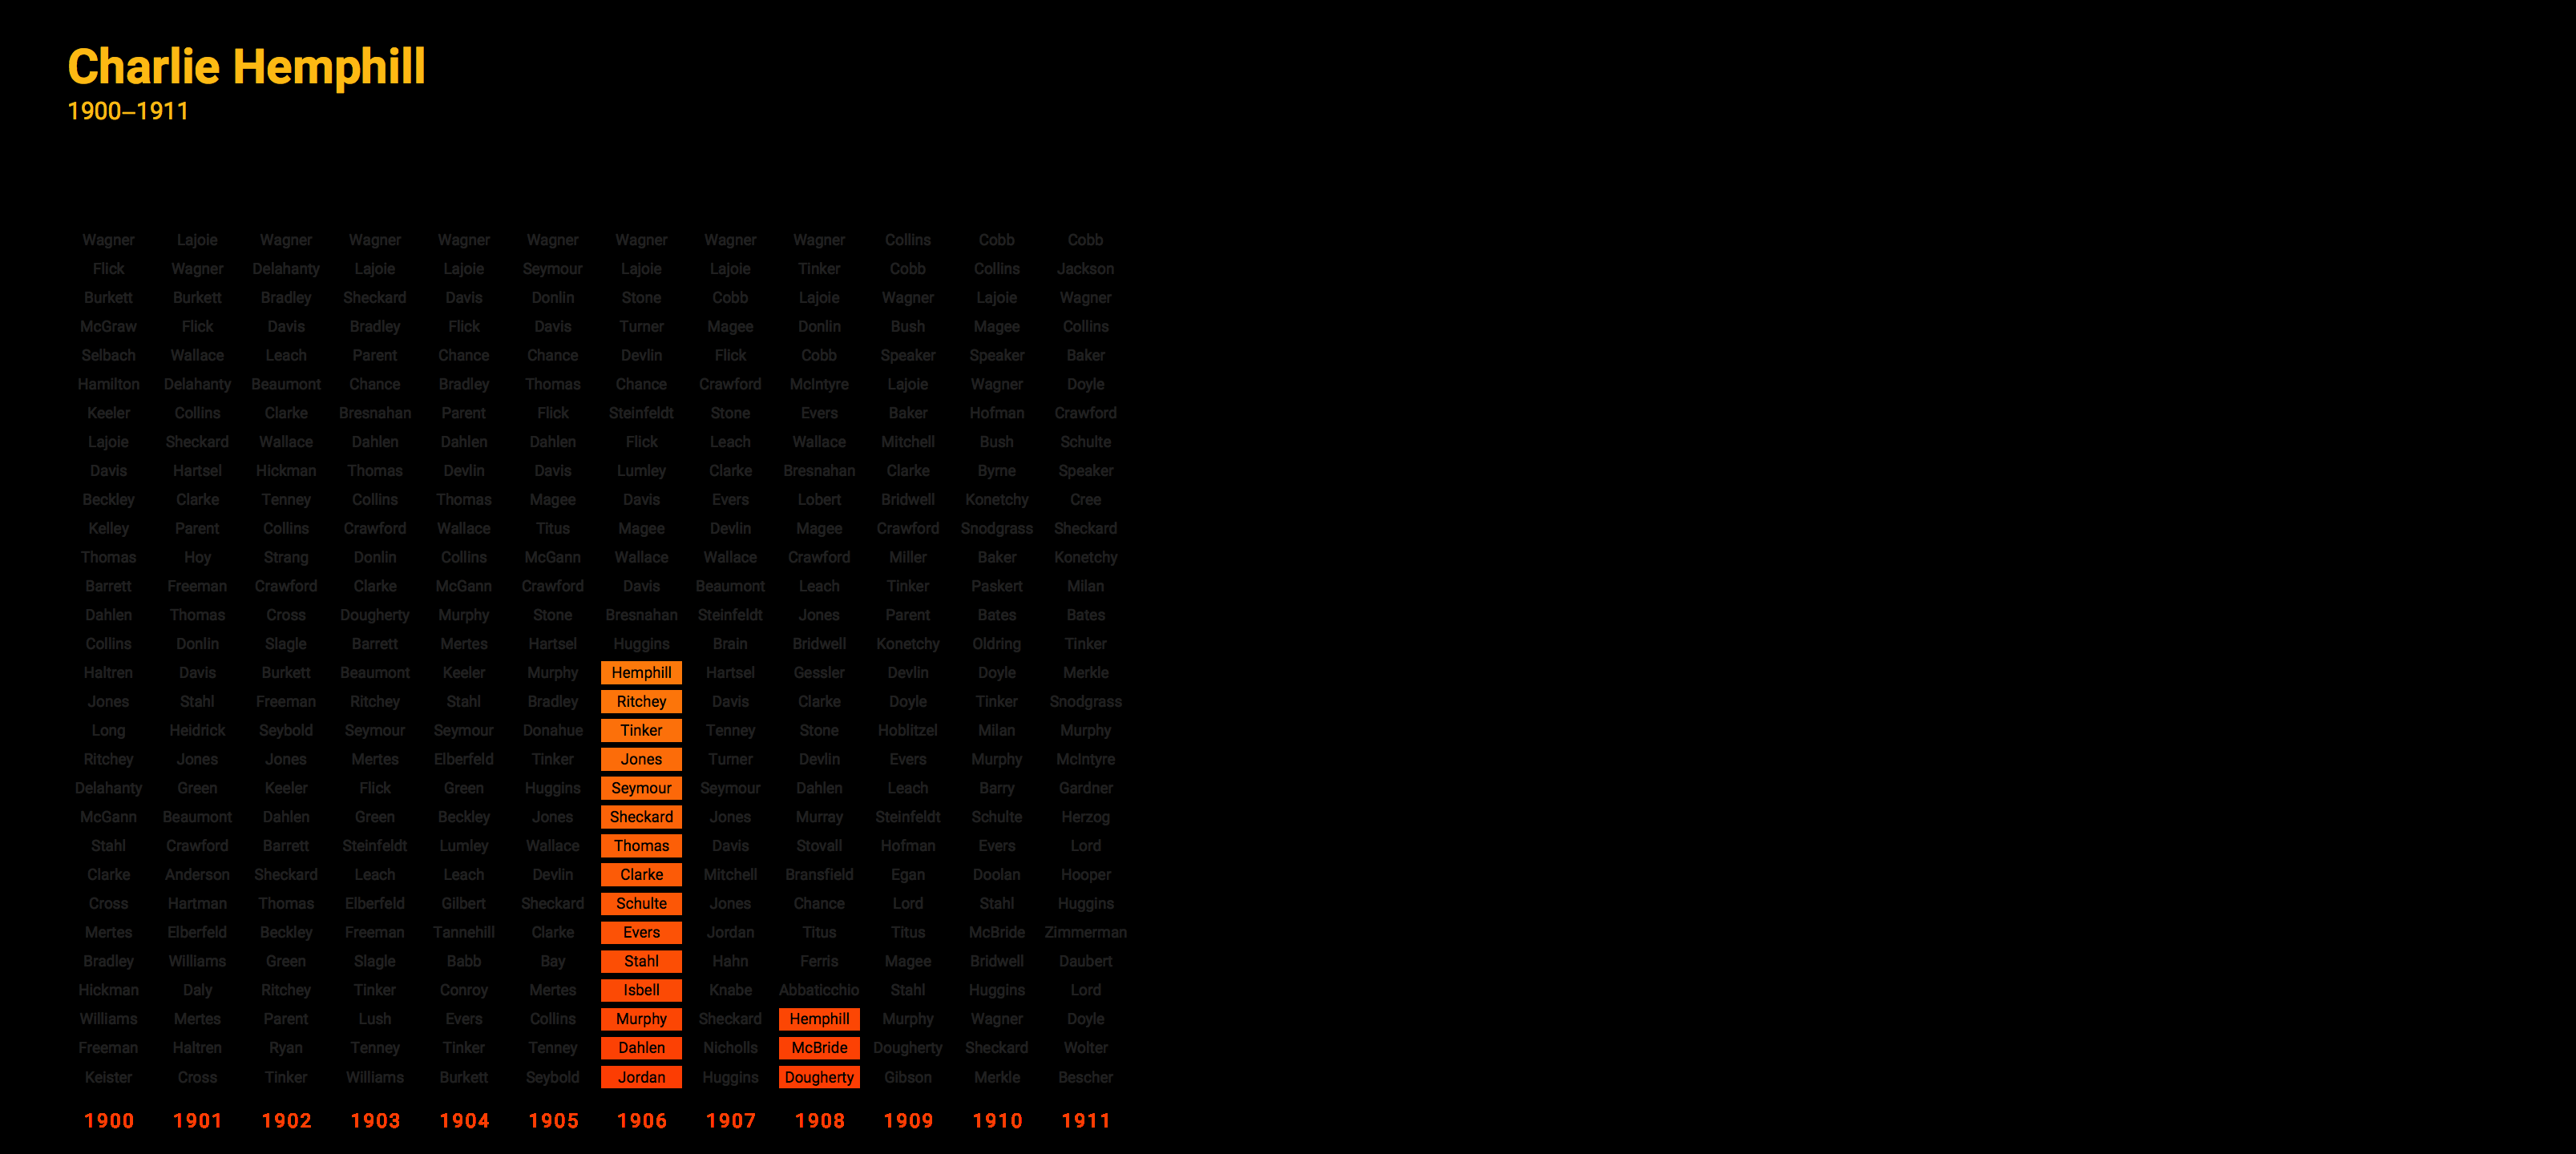 Charlie Hemphill
1900–1911
Wagner Lajoie Wagner Wagner Wagner Wagner Wagner Wagner Wagner Collins Cobb Cobb
Flick Wagner Delahanty Lajoie Lajoie Seymour Lajoie Lajoie Tinker Cobb Collins Jackson
Burkett Burkett Bradley Sheckard Davis Donlin Stone Cobb Lajoie Wagner Lajoie Wagner
McGraw Flick Davis Bradley Flick Davis Turner Magee Donlin Bush Magee Collins
Selbach Wallace Leach Parent Chance Chance Devlin Flick Cobb Speaker Speaker Baker
Hamilton Delahanty Beaumont Chance Bradley Thomas Chance Crawford McIntyre Lajoie Wagner Doyle
Keeler Collins Clarke Bresnahan Parent Flick Steinfeldt Stone Evers Baker Hofman Crawford
Lajoie Sheckard Wallace Dahlen Dahlen Dahlen Flick Leach Wallace Mitchell Bush Schulte
Davis Hartsel Hickman Thomas Devlin Davis Lumley Clarke Bresnahan Clarke Byrne Speaker
Beckley Clarke Tenney Collins Thomas Magee Davis Evers Lobert Bridwell Konetchy Cree
Kelley Parent Collins Crawford Wallace Titus Magee Devlin Magee Crawford Snodgrass Sheckard
Thomas Hoy Strang Donlin Collins McGann Wallace Wallace Crawford Miller Baker Konetchy
Barrett Freeman Crawford Clarke McGann Crawford Davis Beaumont Leach Tinker Paskert Milan
Dahlen Thomas Cross Dougherty Murphy Stone Bresnahan Steinfeldt Jones Parent Bates Bates
Collins Donlin Slagle Barrett Mertes Hartsel Huggins Brain Bridwell Konetchy Oldring Tinker
Haltren Davis Burkett Beaumont Keeler Murphy Hemphill Hartsel Gessler Devlin Doyle Merkle
Jones Stahl Freeman Ritchey Stahl Bradley Ritchey Davis Clarke Doyle Tinker Snodgrass
Long Heidrick Seybold Seymour Seymour Donahue Tinker Tenney Stone Hoblitzel Milan Murphy
Ritchey Jones Jones Mertes Elberfeld Tinker Jones Turner Devlin Evers Murphy McIntyre
Delahanty Green Keeler Flick Green Huggins Seymour Seymour Dahlen Leach Barry Gardner
McGann Beaumont Dahlen Green Beckley Jones Sheckard Jones Murray Steinfeldt Schulte Herzog
Stahl Crawford Barrett Steinfeldt Lumley Wallace Thomas Davis Stovall Hofman Evers Lord
Clarke Anderson Sheckard Leach Leach Devlin Clarke Mitchell Bransfield Egan Doolan Hooper
Cross Hartman Thomas Elberfeld Gilbert Sheckard Schulte Jones Chance Lord Stahl Huggins
Mertes Elberfeld Beckley Freeman Tannehill Clarke Evers Jordan Titus Titus McBride Zimmerman
Bradley Williams Green Slagle Babb Bay Stahl Hahn Ferris Magee Bridwell Daubert
Hickman Daly Ritchey Tinker Conroy Mertes Isbell Knabe Abbaticchio Stahl Huggins Lord
Williams Mertes Parent Lush Evers Collins Murphy Sheckard Hemphill Murphy Wagner Doyle
Freeman Haltren Ryan Tenney Tinker Tenney Dahlen Nicholls McBride Dougherty Sheckard Wolter
Keister Cross Tinker Williams Burkett Seybold Jordan Huggins Dougherty Gibson Merkle Bescher
1900 1901 1902 1903 1904 1905 1906 1907 1908 1909 1910 1911